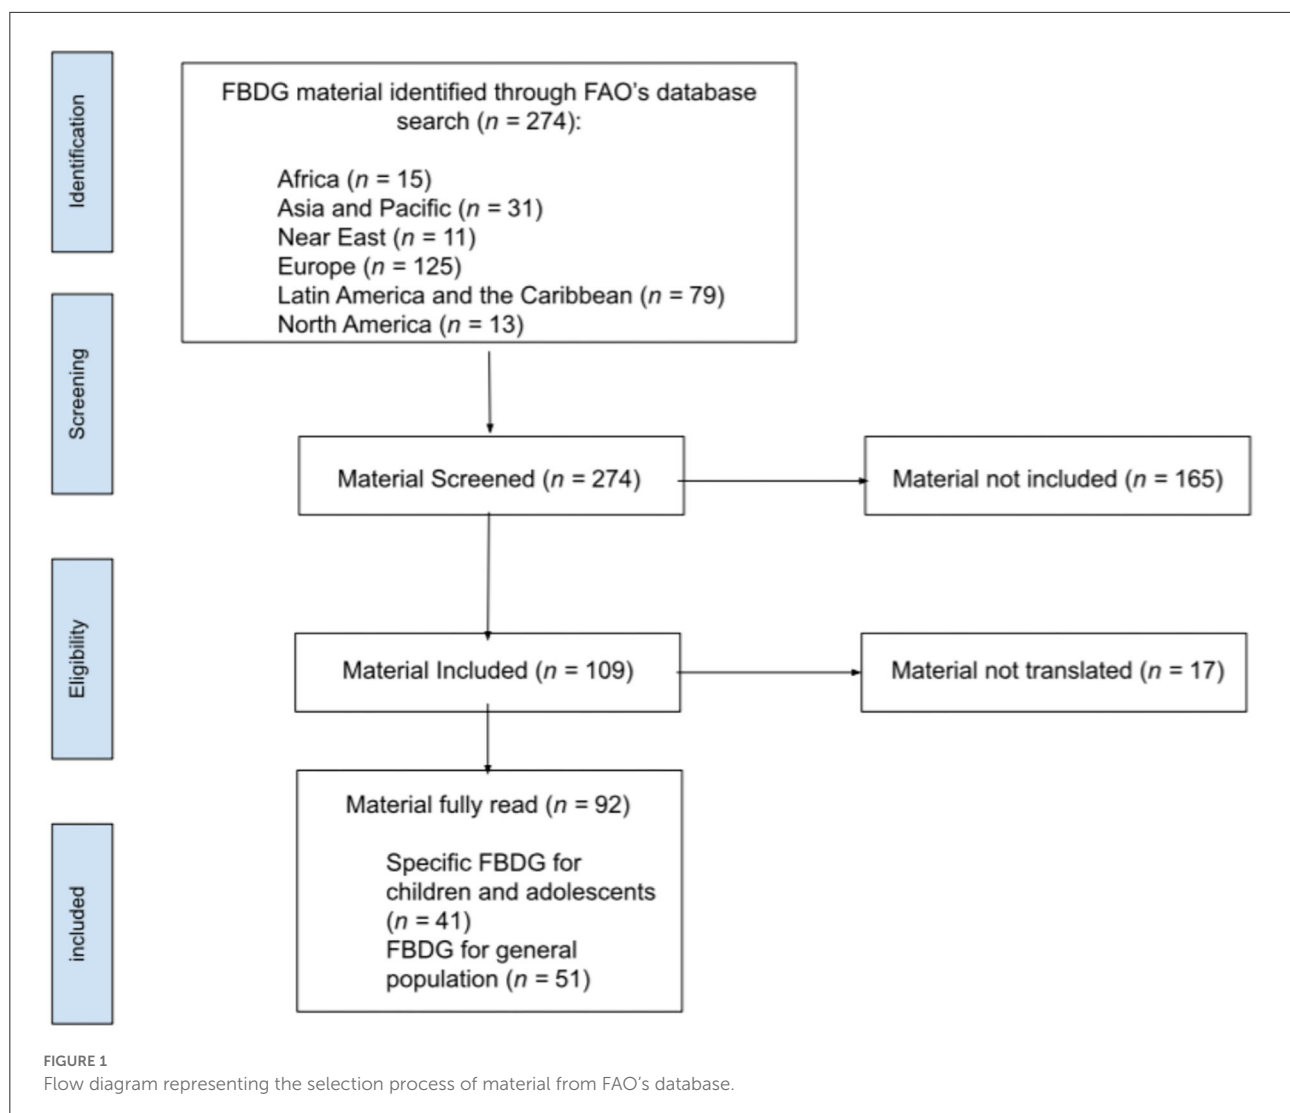 Identification
FBDG material identified through FAO's database
search (n = 274):
Africa (n = 15)
Asia and Pacific (n = 31)
Near East (n = 11)
Europe (n = 125)
Latin America and the Caribbean (n = 79)
North America (n = 13)
Screening
Material Screened (n = 274)
Material not included (n = 165)
Eligibility
Material Included (n = 109)
Material not translated (n = 17)
included
Material fully read (n = 92)
Specific FBDG for
children and adolescents
(n = 41)
FBDG for general
population (n = 51)
FIGURE 1
Flow diagram representing the selection process of material from FAO's database.